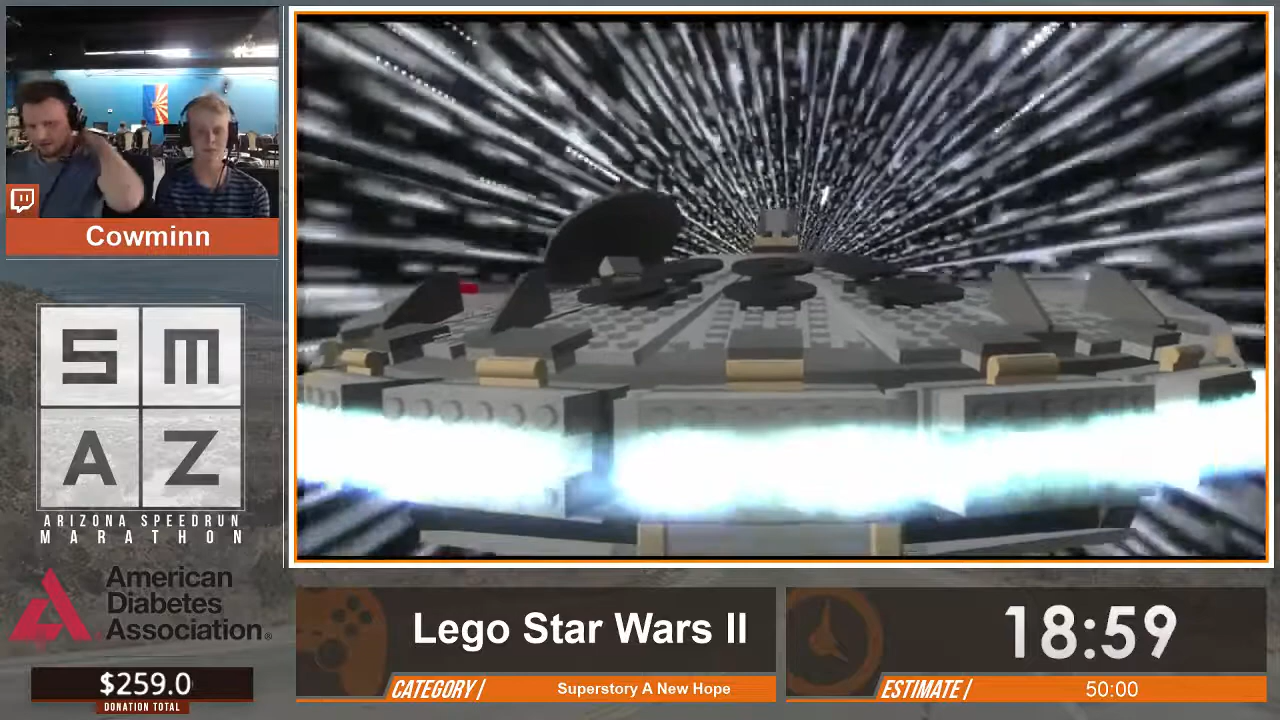 Cowminn
S M
A Z
ARIZONA SPEEDRUN
MARATHON
American
Diabetes
Association®
$259.0
DONATION TOTAL
Lego Star Wars II
CATEGORY/ Superstory A New Hope
18:59
ESTIMATE/ 50:00